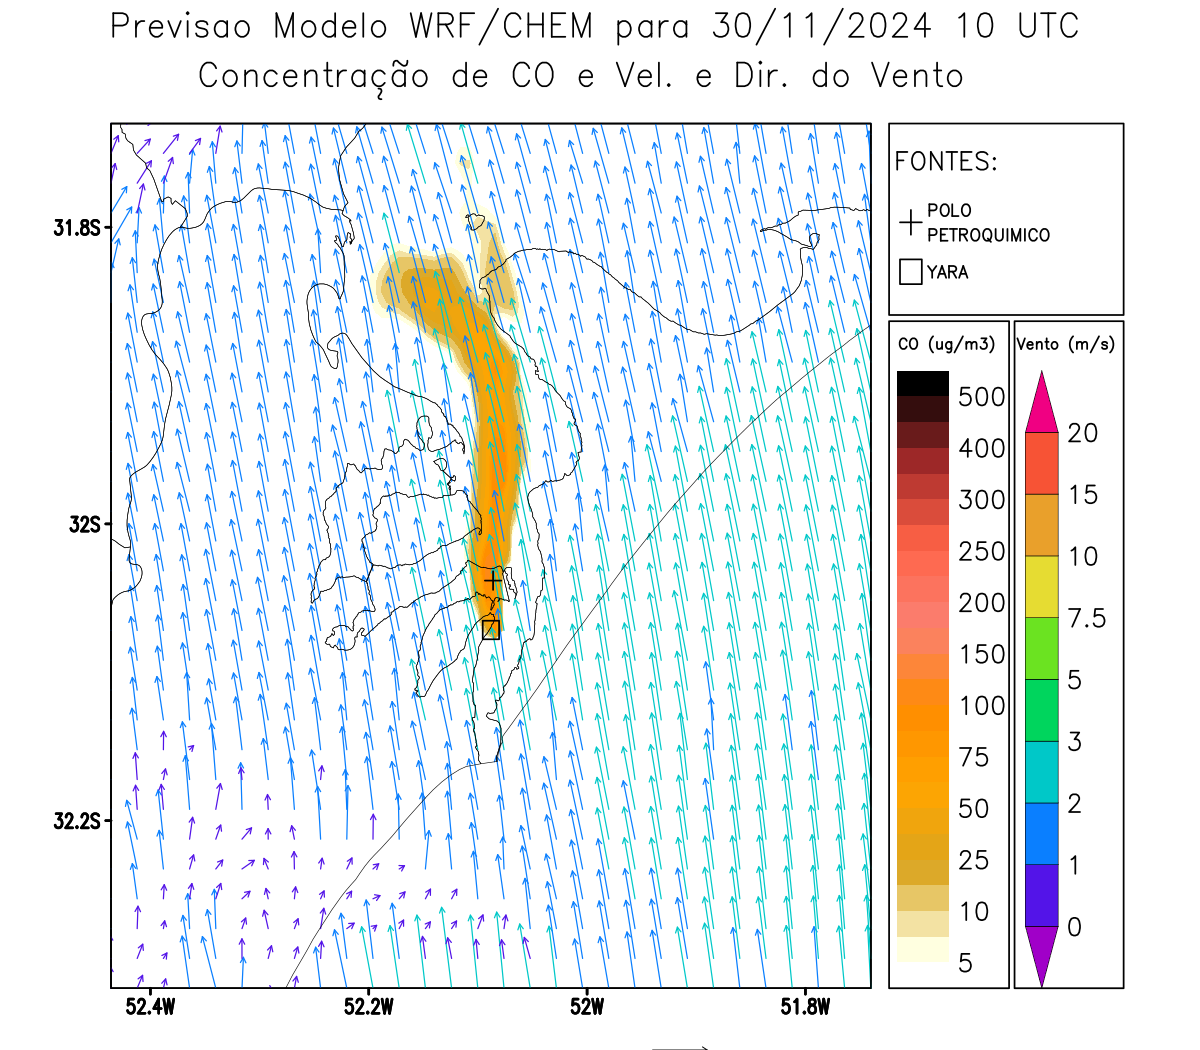 Previsao Modelo WRF/CHEM para 30/11/2024 10 UTC
Concentração de CO e Vel. e Dir. do Vento
FONTES:
POLO
PETROQUIMICO
YARA
CO (ug/m3)
500
400
300
250
200
150
100
75
50
25
10
5
Vento (m/s)
20
15
10
7.5
5
3
2
1
0
31.8S
32S
32.2S
52.4W
52.2W
52W
51.8W